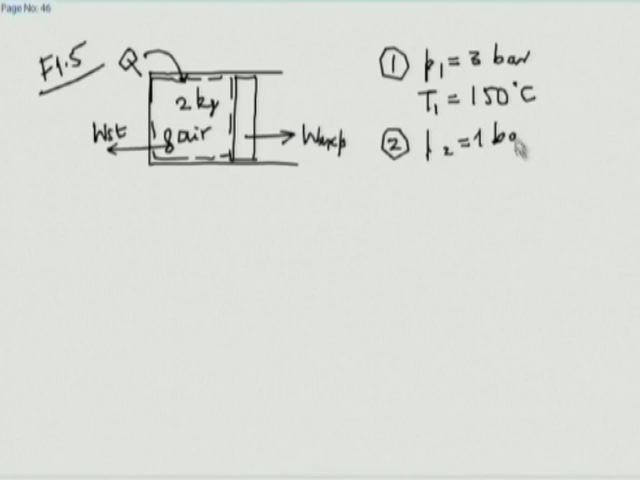 Page No: 46
F1.5
Q
2 kg
of air
Wst
Wexp
① p₁ = 3 bar
T₁ = 150°C
② p₂ = 1 ba